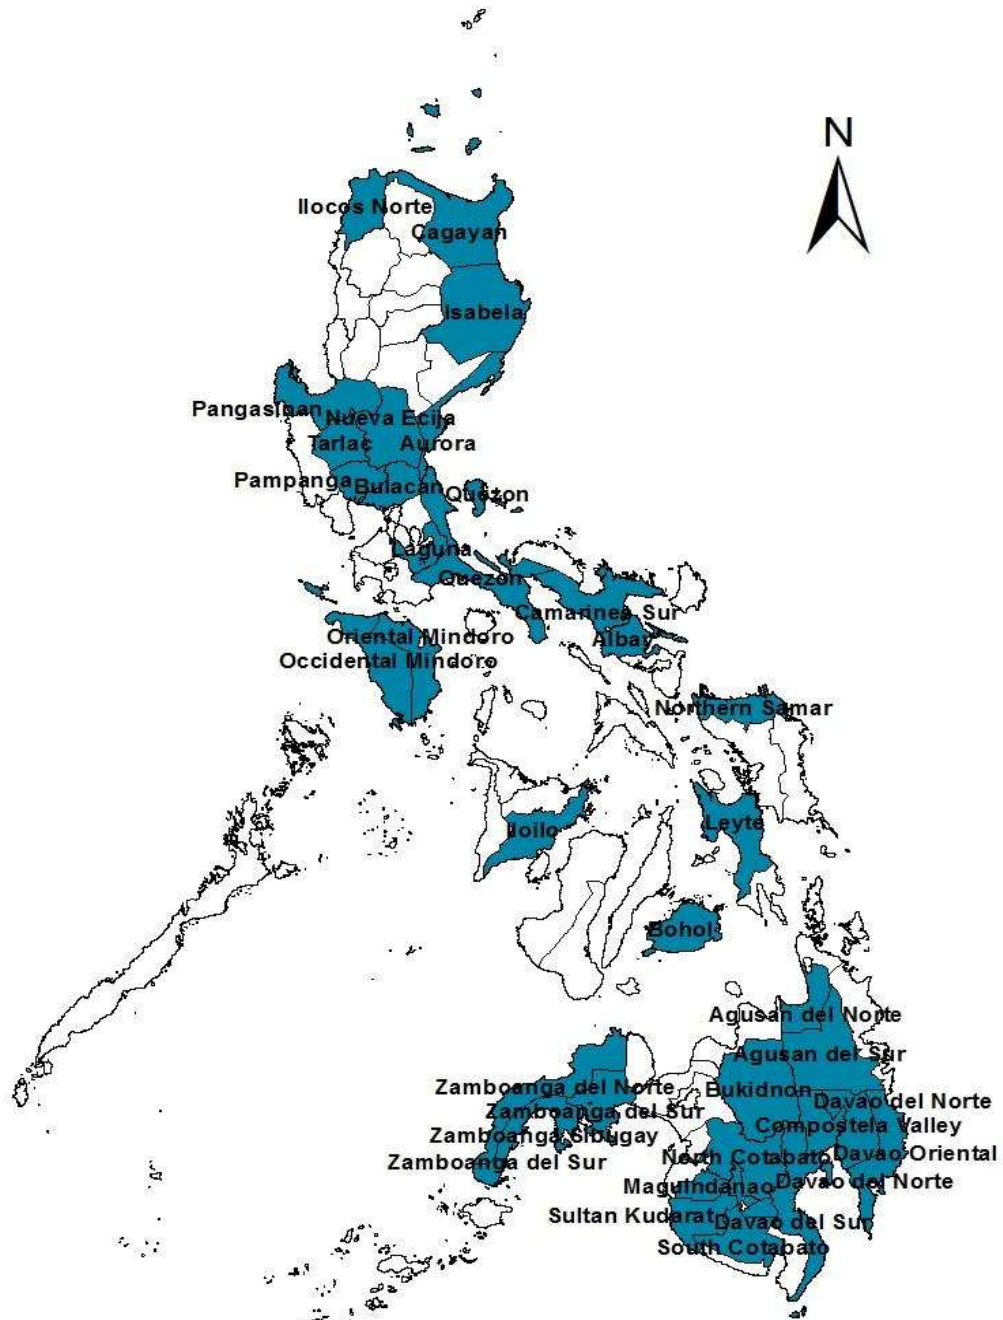 N
Ilocos Norte
Cagayan
Isabela
Pangasinan
Nueva Ecija
Tarlac
Aurora
Pampanga
Bulacan
Quezon
Laguna
Quezon
Camarines Sur
Albay
Oriental Mindoro
Occidental Mindoro
Northern Samar
Leyte
Iloilo
Bohol
Agusan del Norte
Agusan del Sur
Zamboanga del Norte
Bukidnon
Davao del Norte
Zamboanga del Sur
Compostela Valley
Zamboanga Sibugay
North Cotabato
Davao Oriental
Zamboanga del Sur
Maguindanao
Davao del Norte
Sultan Kudarat
Davao del Sur
South Cotabato